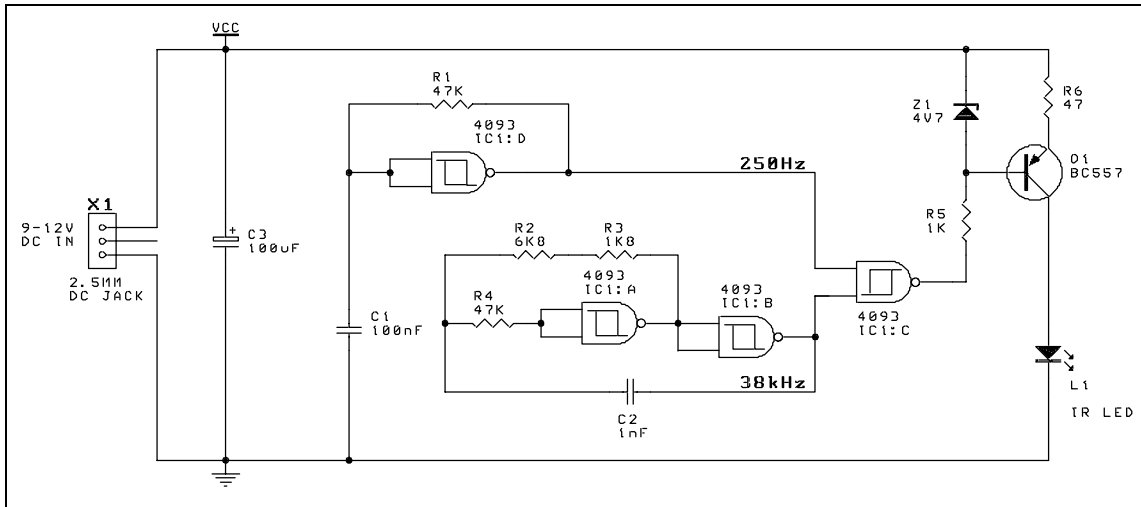 VCC
R1
47K
4093
IC1:D
250Hz
Z1
4V7
R6
47
Q1
BC557
X1
9-12V
DC IN
2.5MM
DC JACK
+
C3
100uF
R2
6K8
R3
1K8
R4
47K
4093
IC1:A
4093
IC1:B
R5
1K
4093
IC1:C
C1
100nF
38kHz
C2
1nF
L1
IR LED